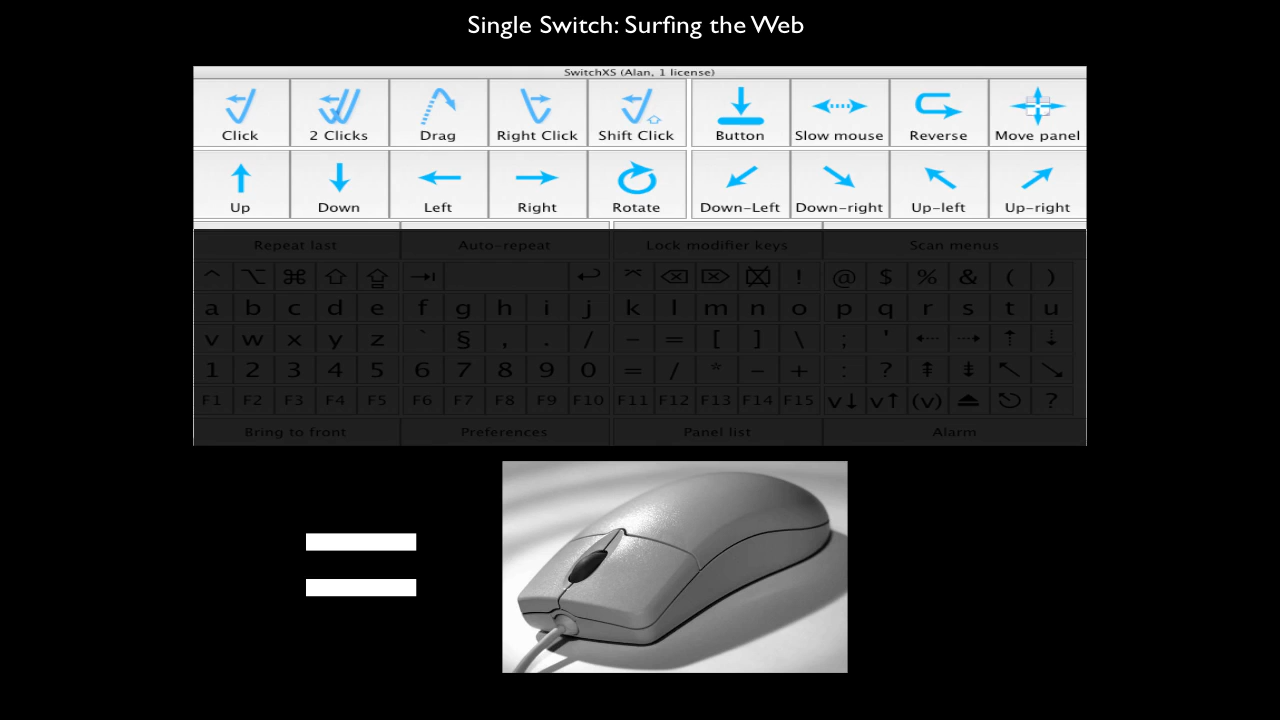 Single Switch: Surfing the Web
SwitchXS (Alan, 1 license)
Click 2 Clicks Drag Right Click Shift Click Button Slow mouse Reverse Move panel
Up Down Left Right Rotate Down-Left Down-right Up-left Up-right
Repeat last Auto-repeat Lock modifier keys Scan menus
! @ $ % & ( )
a b c d e f g h i j k l m n o p q r s t u
v w x y z ` § , . / - = [ ] \ ; '
1 2 3 4 5 6 7 8 9 0 = / * - + : ?
F1 F2 F3 F4 F5 F6 F7 F8 F9 F10 F11 F12 F13 F14 F15 v↓ v↑ (v) ?
Bring to front Preferences Panel list Alarm